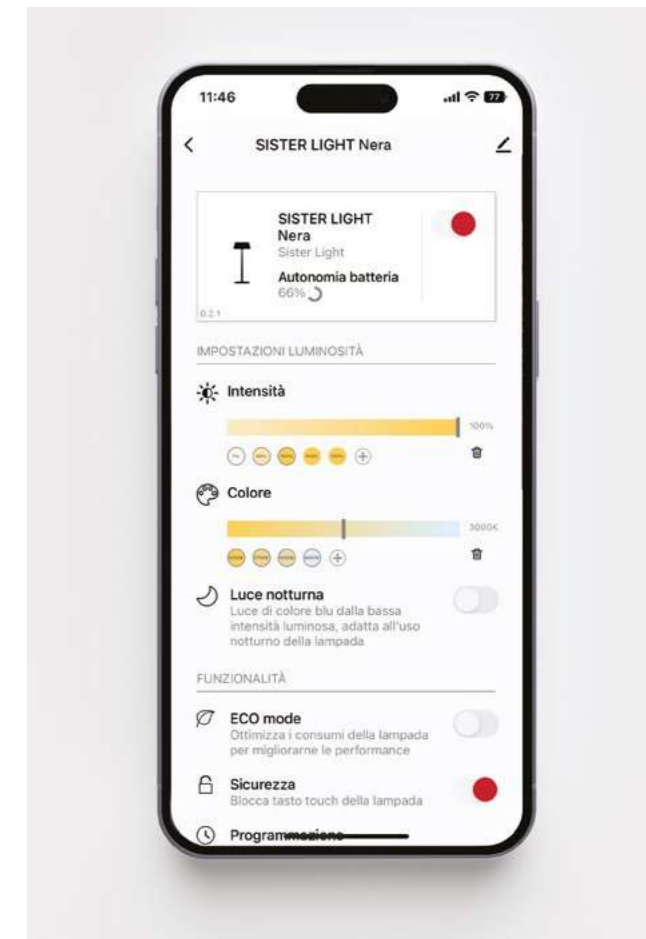 11:46
77
SISTER LIGHT Nera
SISTER LIGHT
Nera
Sister Light
Autonomia batteria
66%
0.2.1
IMPOSTAZIONI LUMINOSITÀ
Intensità
100%
Colore
3000K
Luce notturna
Luce di colore blu dalla bassa
intensità luminosa, adatta all'uso
notturno della lampada
FUNZIONALITÀ
ECO mode
Ottimizza i consumi della lampada
per migliorarne le performance
Sicurezza
Blocca tasto touch della lampada
Programmazione